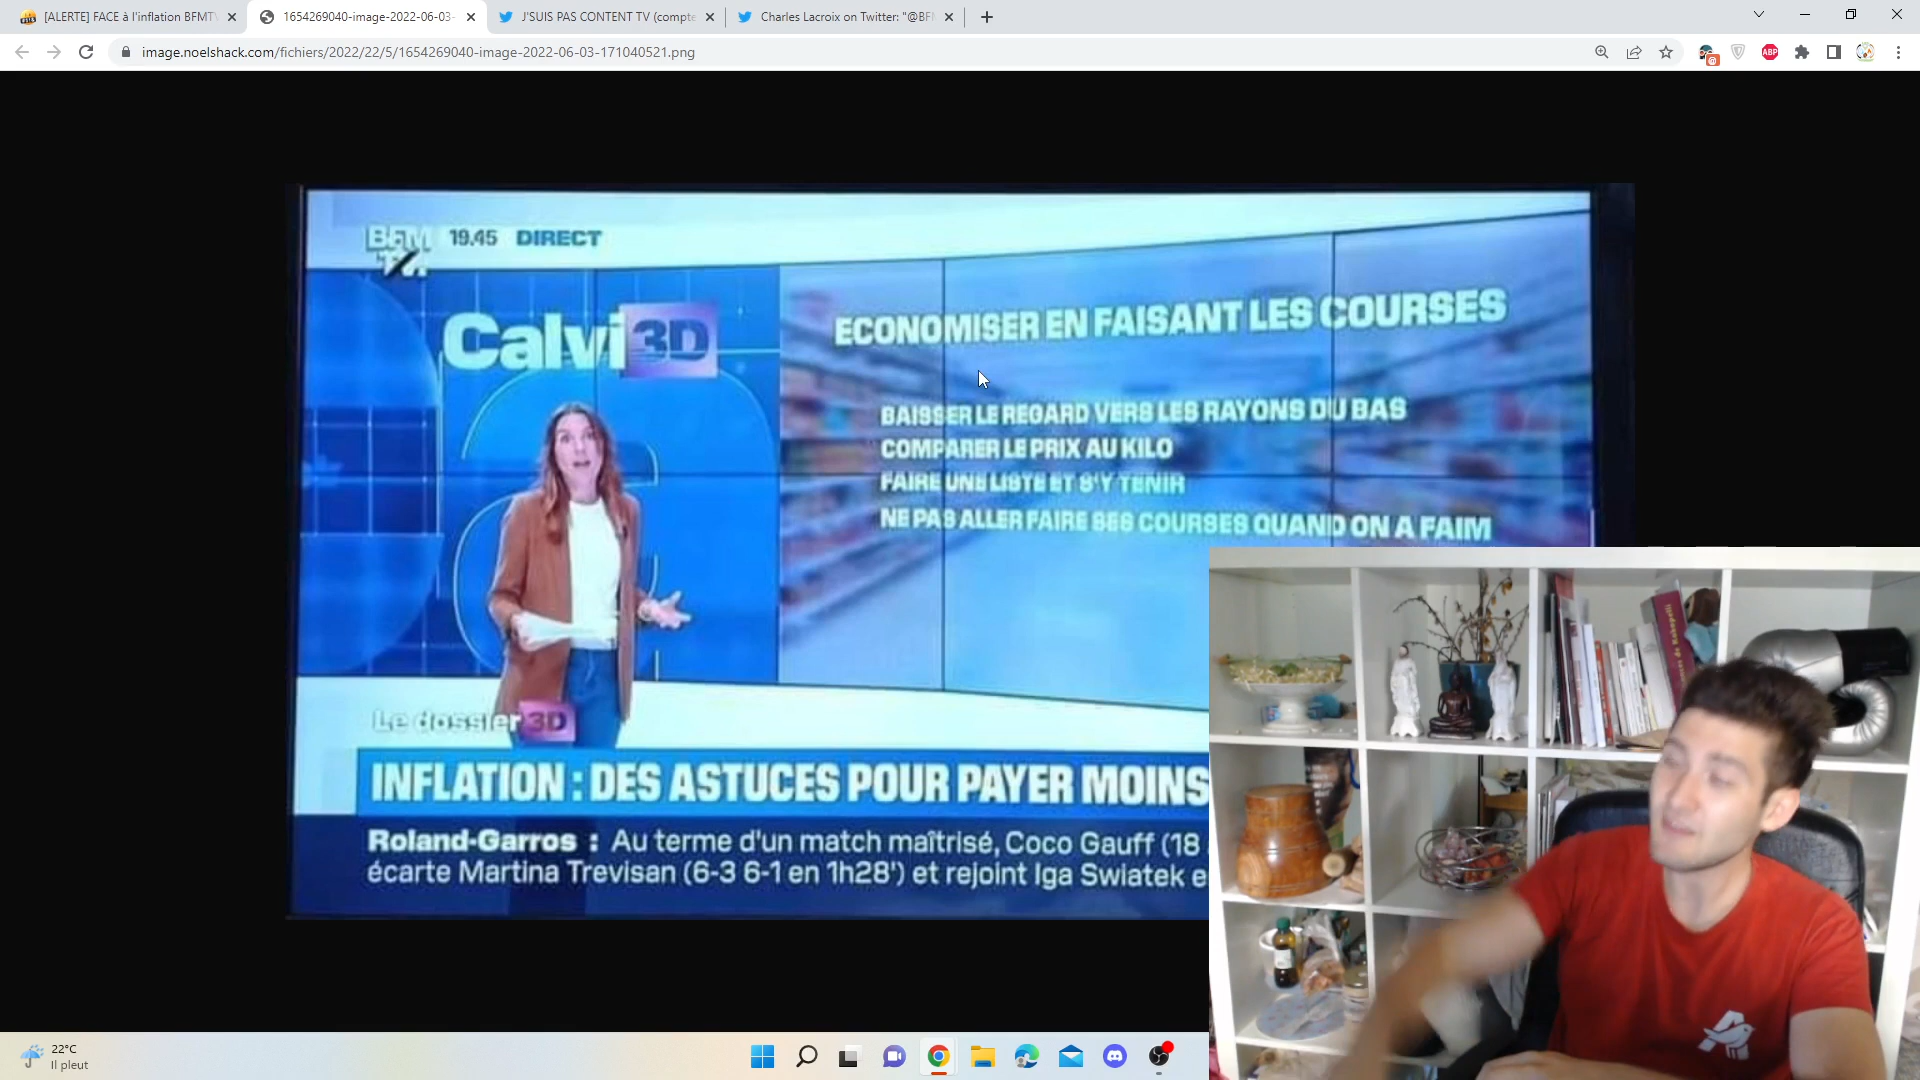 [ALERTE] FACE à l'inflation BFMT
1654269040-image-2022-06-03-
J'SUIS PAS CONTENT TV (compte
Charles Lacroix on Twitter: "@BFM
image.noelshack.com/fichiers/2022/22/5/1654269040-image-2022-06-03-171040521.png
ABP
BFM
TV
19.45 DIRECT
Calvi 3D
ECONOMISER EN FAISANT LES COURSES
BAISSER LE REGARD VERS LES RAYONS DU BAS
COMPARER LE PRIX AU KILO
FAIRE UNE LISTE ET S'Y TENIR
NE PAS ALLER FAIRE SES COURSES QUAND ON A FAIM
Le dossier 3D
INFLATION : DES ASTUCES POUR PAYER MOINS
Roland-Garros : Au terme d'un match maîtrisé, Coco Gauff (18
écarte Martina Trevisan (6-3 6-1 en 1h28') et rejoint Iga Swiatek e
22°C
Il pleut